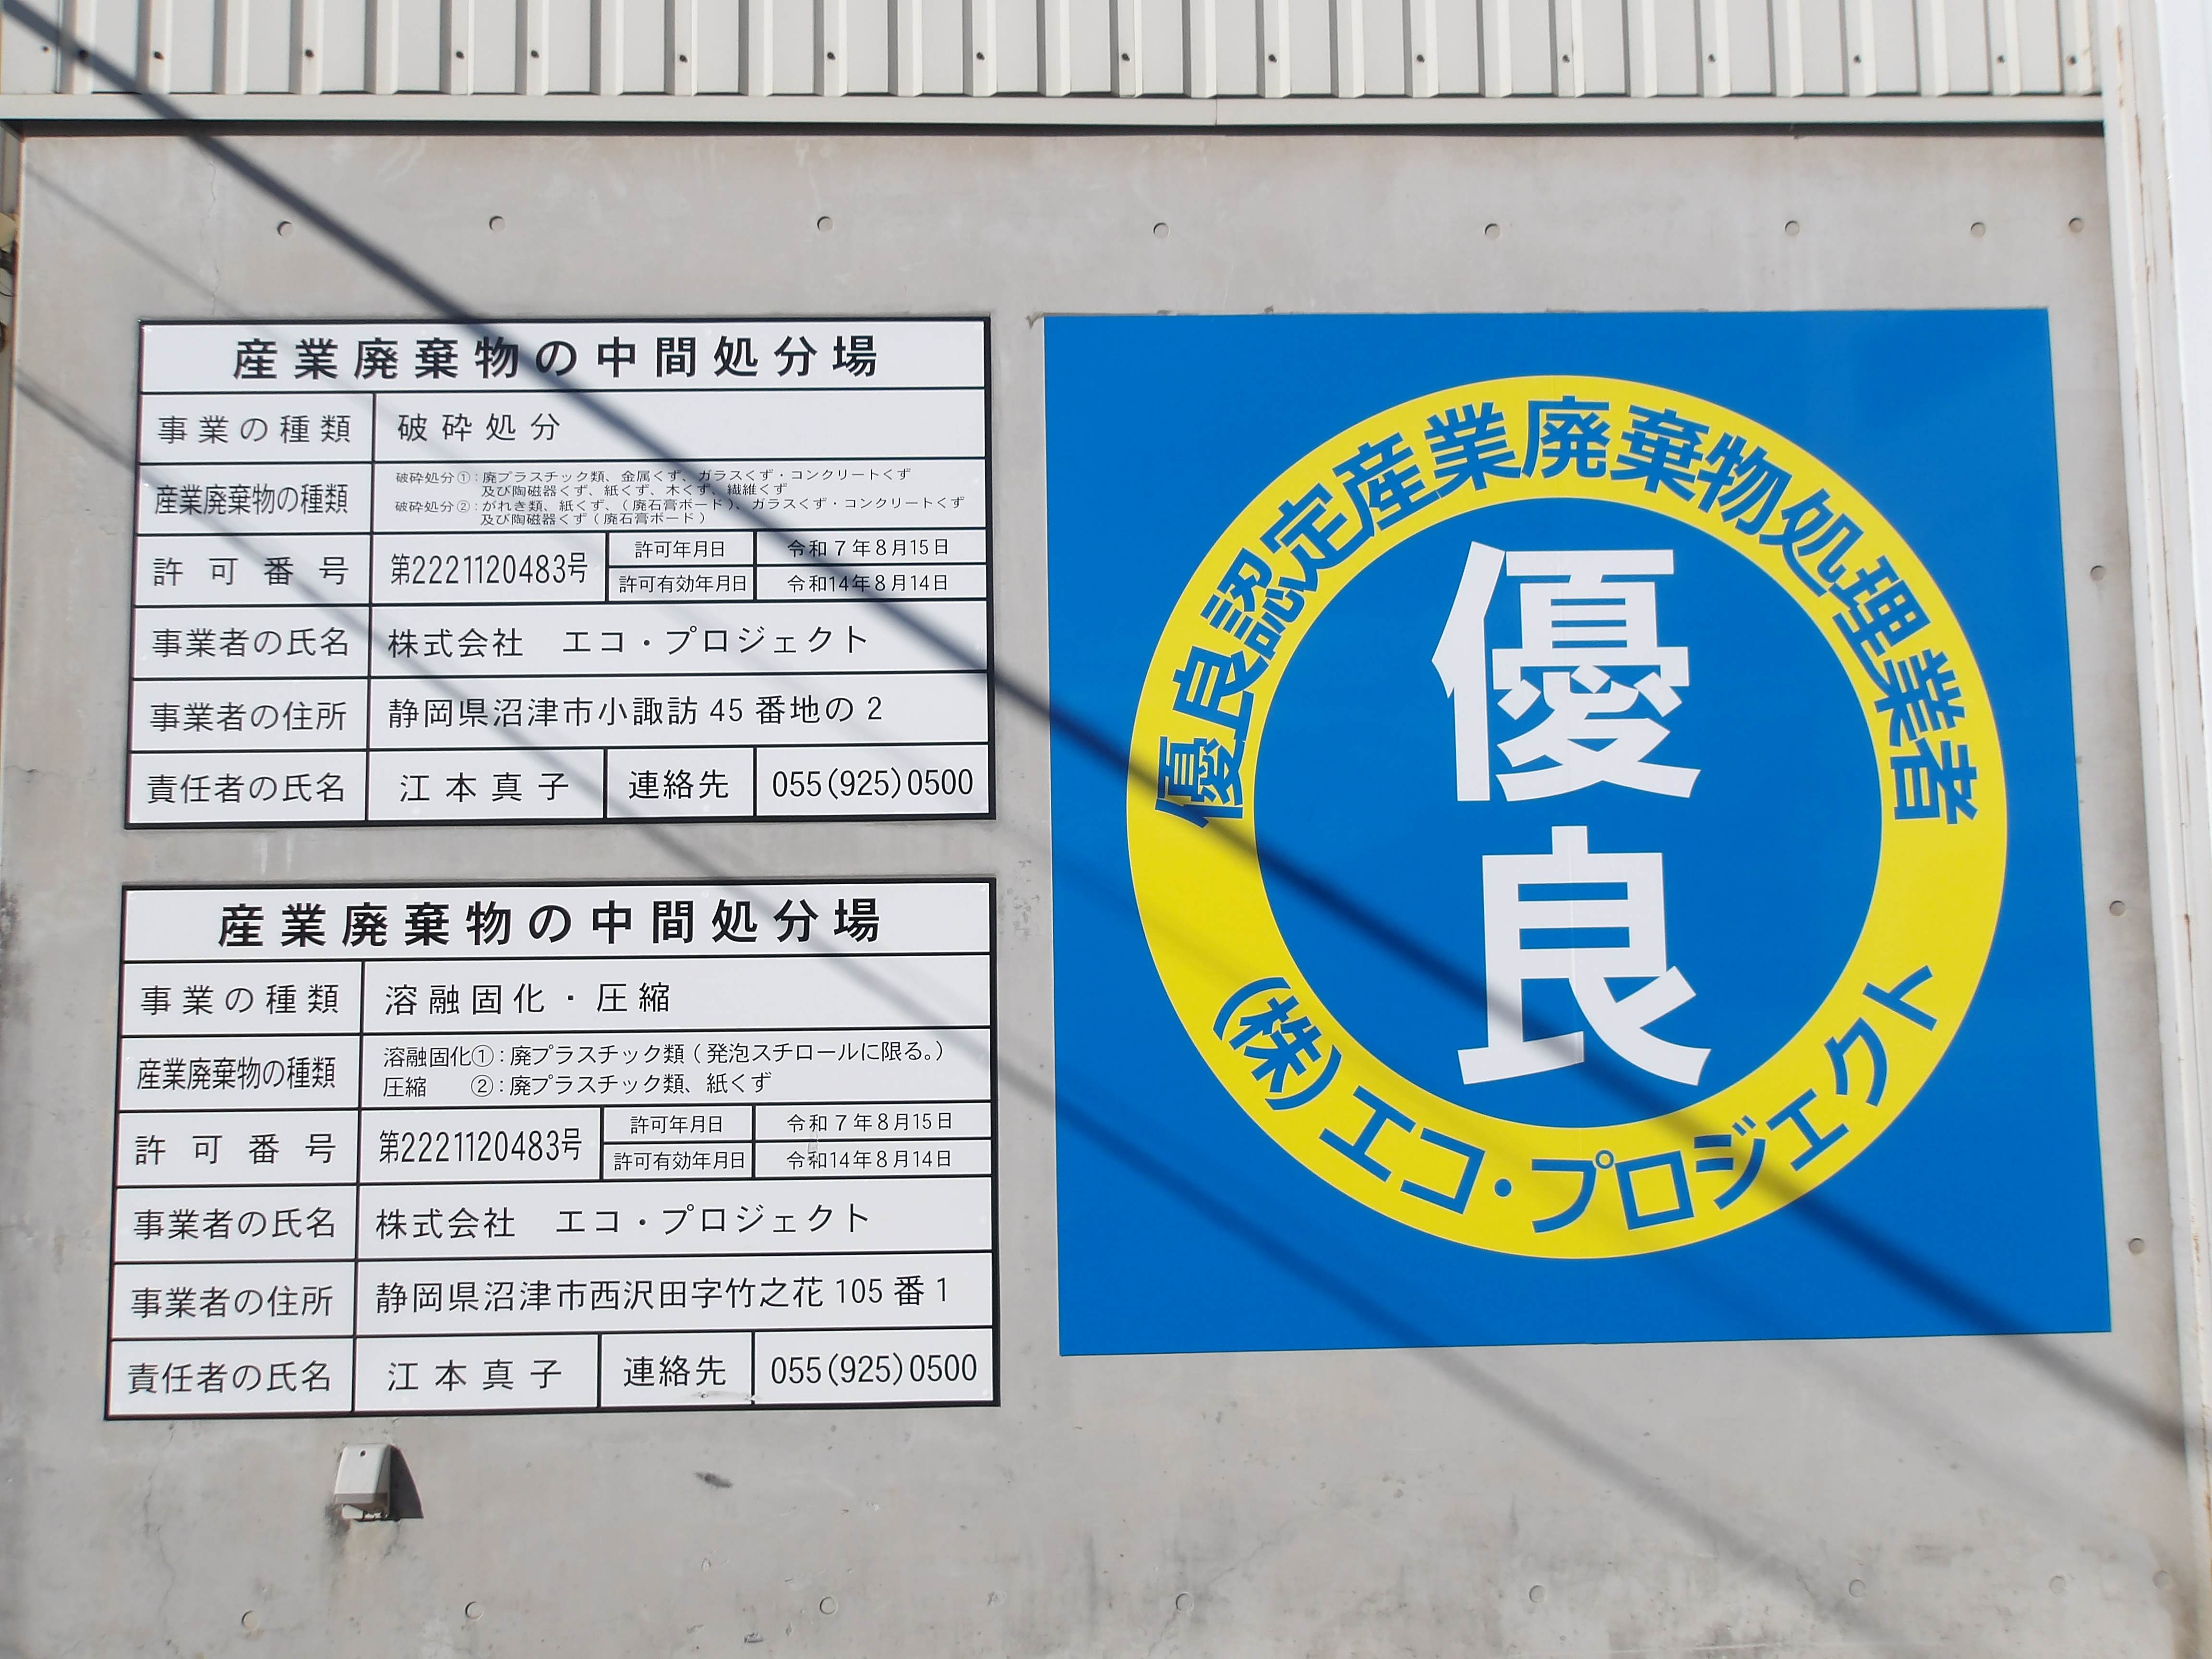 産業廃棄物の中間処分場
事業の種類 破砕処分
産業廃棄物の種類
破砕処分①:廃プラスチック類、金属くず、ガラスくず・コンクリートくず
及び陶磁器くず、紙くず、木くず、繊維くず
破砕処分②:がれき類、紙くず、(廃石膏ボード)、ガラスくず・コンクリートくず
及び陶磁器くず(廃石膏ボード)
許可番号 第2221120483号
許可年月日 令和7年8月15日
許可有効年月日 令和14年8月14日
事業者の氏名 株式会社 エコ・プロジェクト
事業者の住所 静岡県沼津市小諏訪45番地の2
責任者の氏名 江本真子 連絡先 055(925)0500
産業廃棄物の中間処分場
事業の種類 溶融固化・圧縮
産業廃棄物の種類
溶融固化①:廃プラスチック類(発泡スチロールに限る。)
圧縮 ②:廃プラスチック類、紙くず
許可番号 第2221120483号
許可年月日 令和7年8月15日
許可有効年月日 令和14年8月14日
事業者の氏名 株式会社 エコ・プロジェクト
事業者の住所 静岡県沼津市西沢田字竹之花105番1
責任者の氏名 江本真子 連絡先 055(925)0500
優良認定産業廃棄物処理業者
優良
(株)エコ・プロジェクト